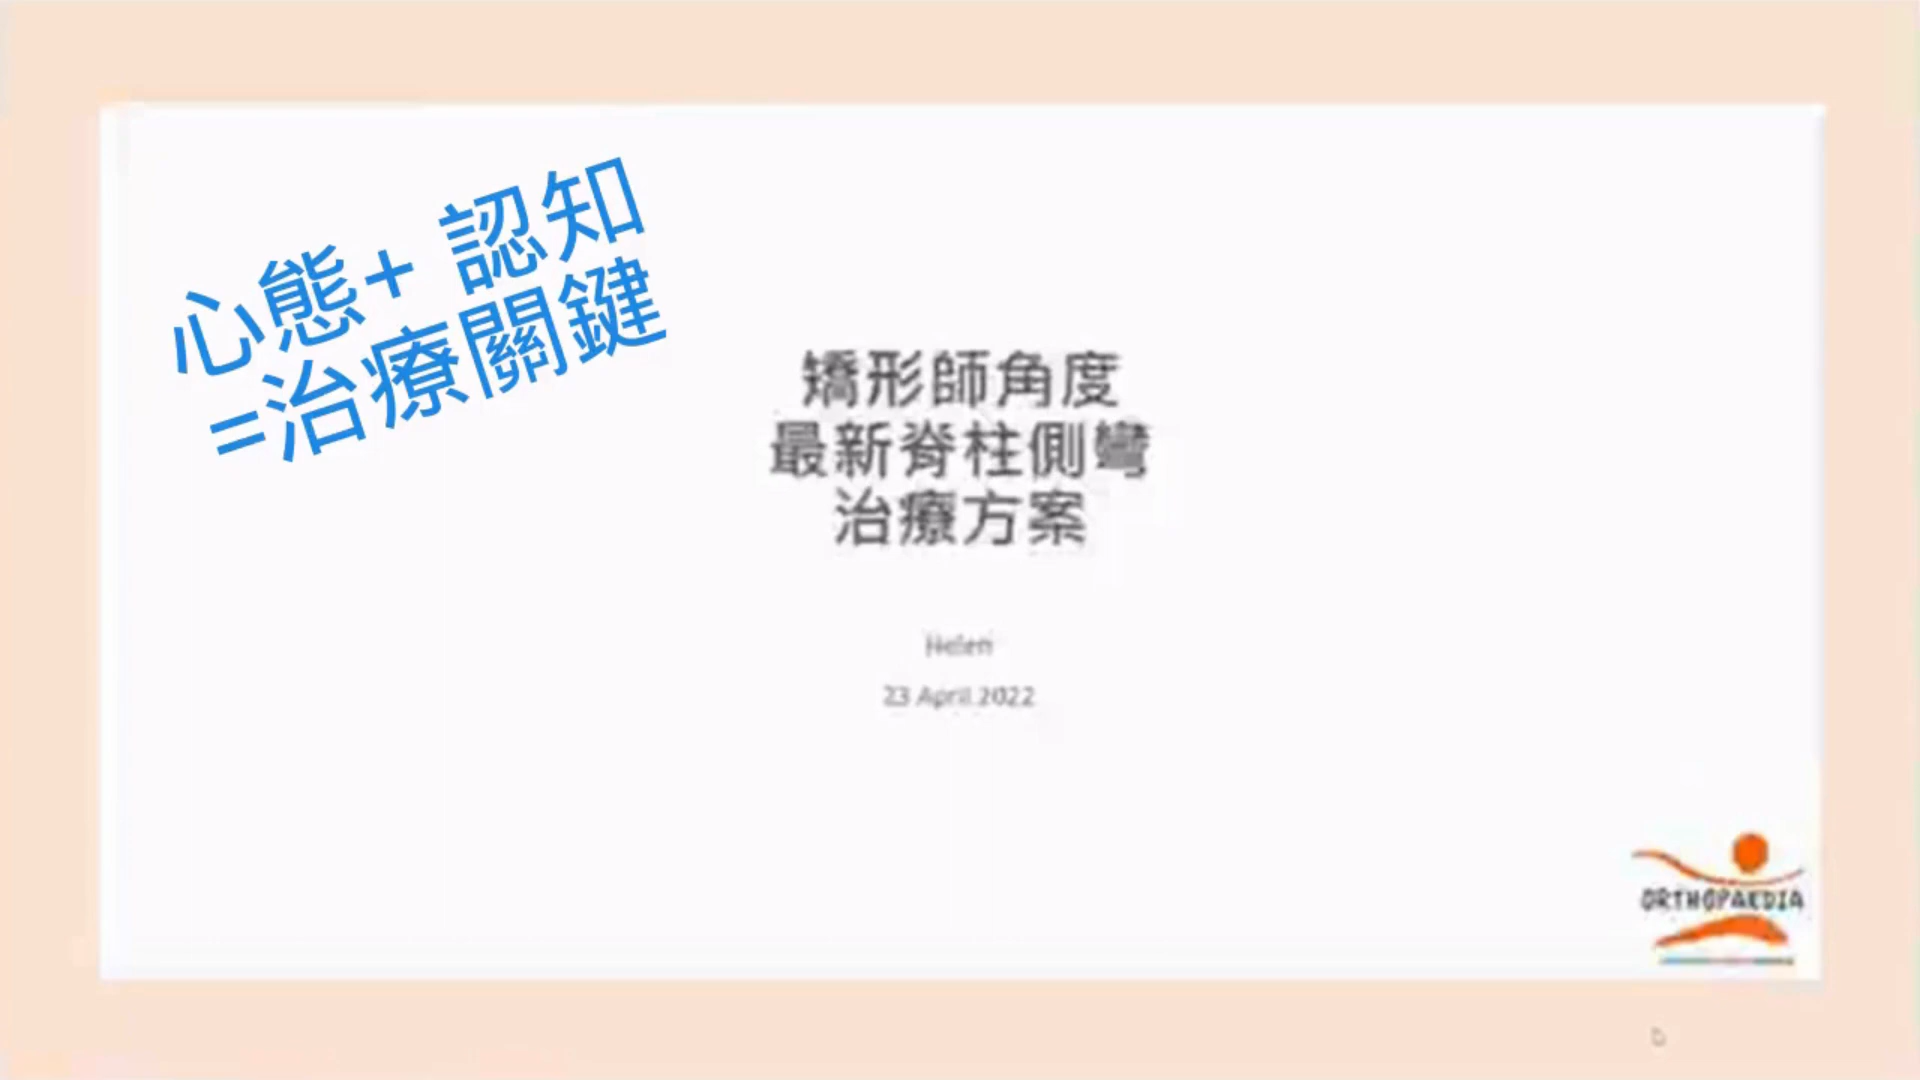 心態+ 認知
=治療關鍵
矯形師角度
最新脊柱側彎
治療方案
Helen
23 April 2022
ORTHOPAEDIA